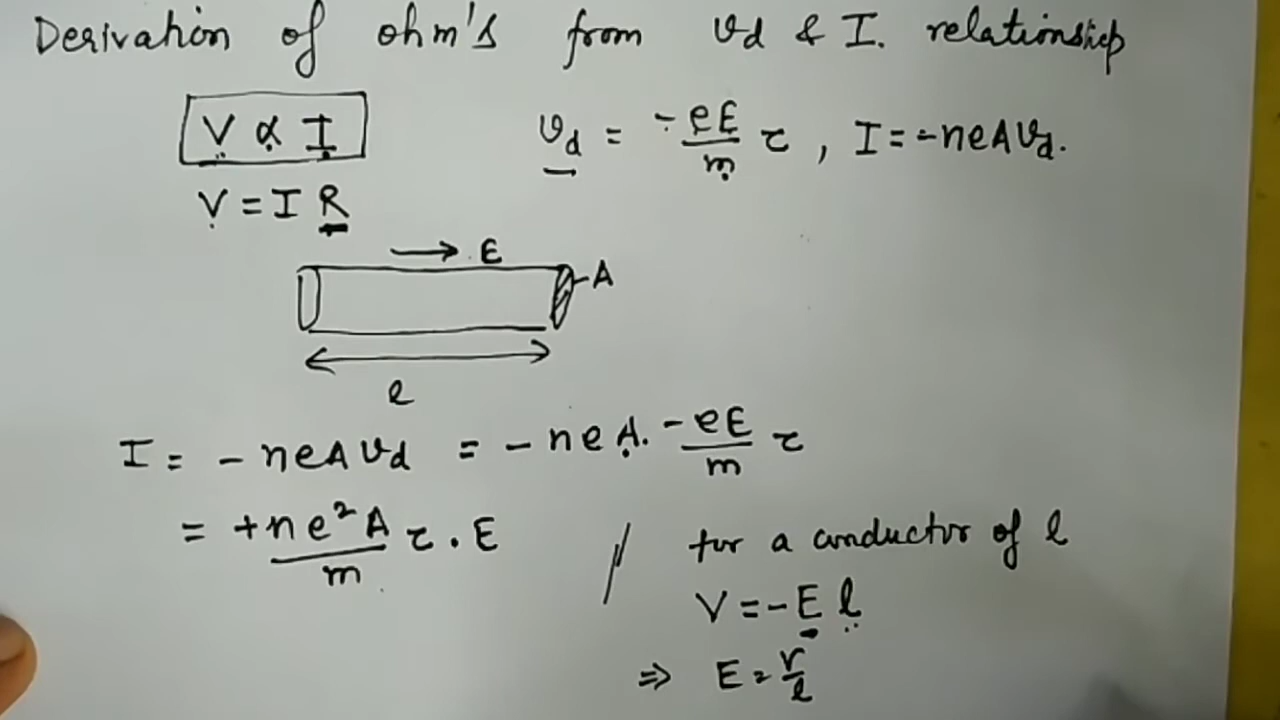 Derivation of ohm's from vd & I. relationship
V ∝ I
vd = -eE/m τ, I = -neAvd.
V = I R
E
A
l
I = -neAvd = -neA. -eE/m τ
= +ne²A/m τ. E
for a conductor of l
V = -E l
⇒ E = V/l